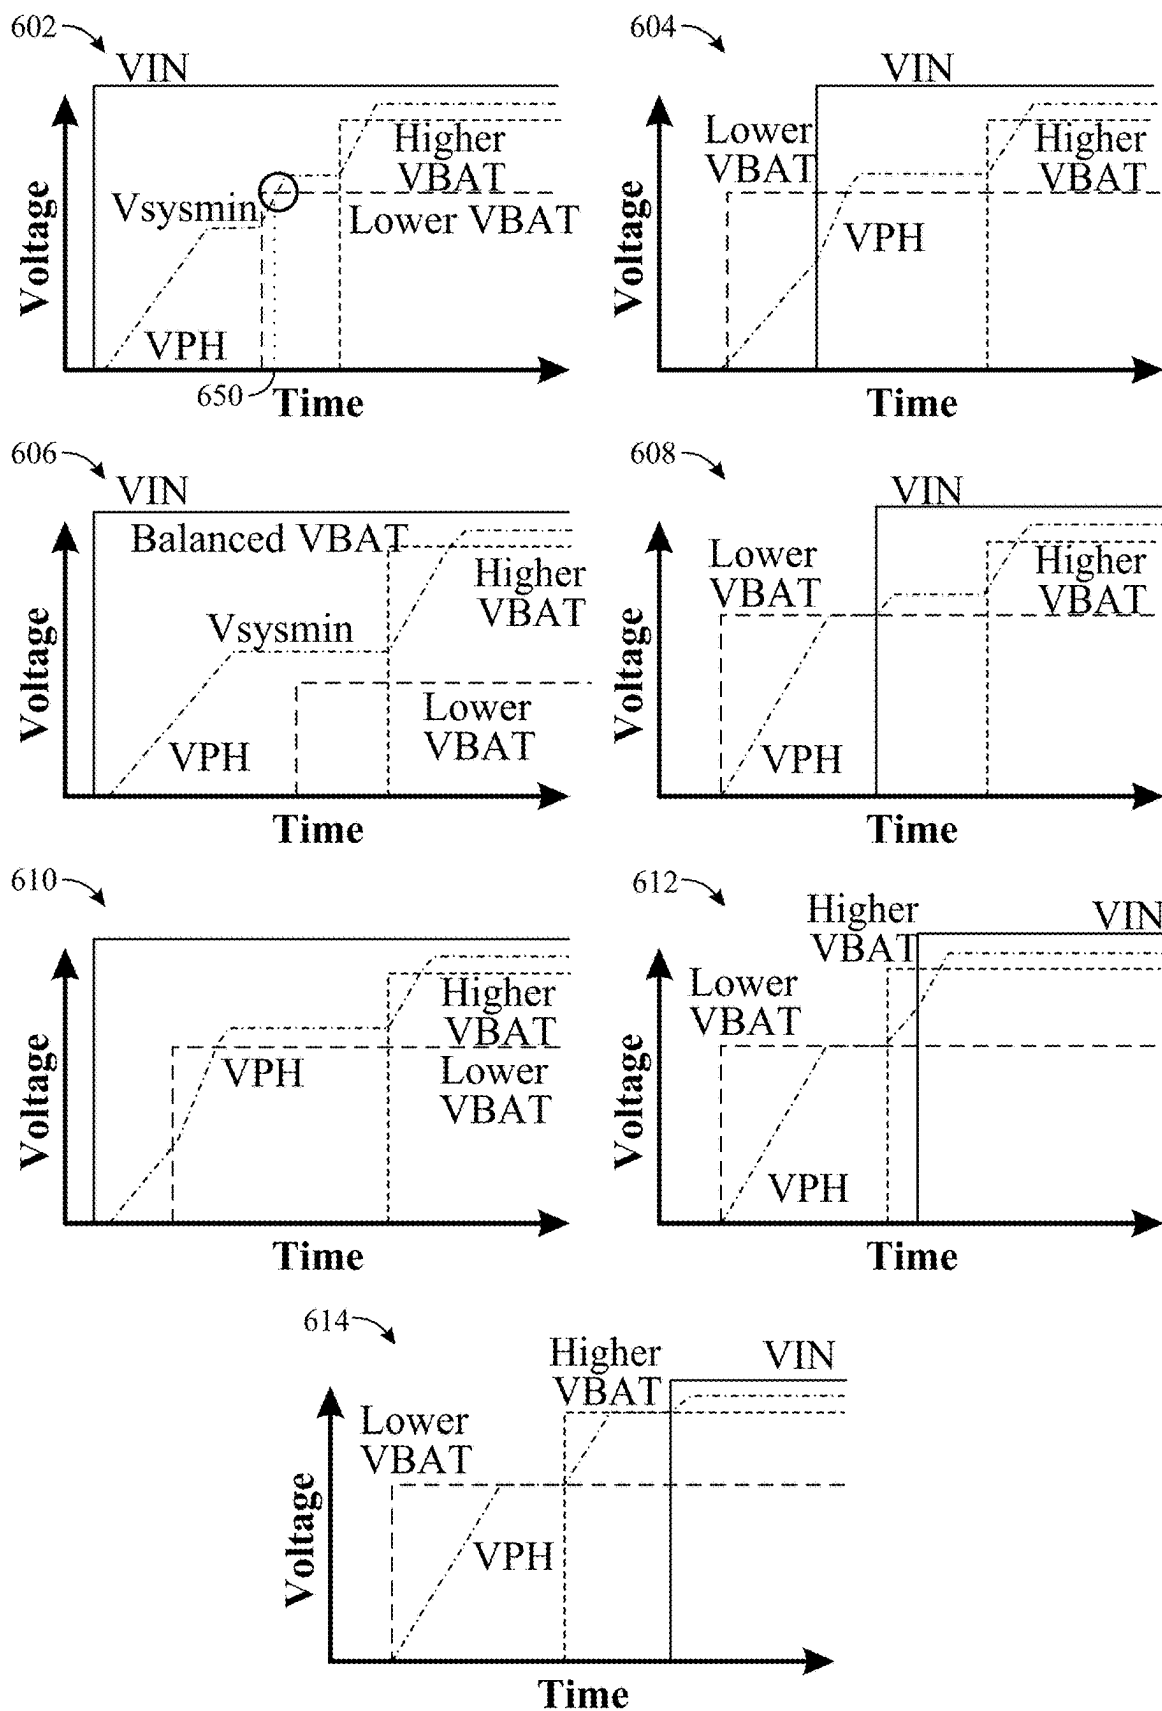 602
VIN
Higher
VBAT
Vsysmin
Lower VBAT
VPH
650
Voltage
Time
604
VIN
Lower
VBAT
Higher
VBAT
VPH
Voltage
Time
606
VIN
Balanced VBAT
Higher
VBAT
Vsysmin
Lower
VBAT
VPH
Voltage
Time
608
VIN
Lower
VBAT
Higher
VBAT
VPH
Voltage
Time
610
Higher
VBAT
VPH
Lower
VBAT
Voltage
Time
612
Higher
VBAT
VIN
Lower
VBAT
VPH
Voltage
Time
614
Higher
VBAT
VIN
Lower
VBAT
VPH
Voltage
Time